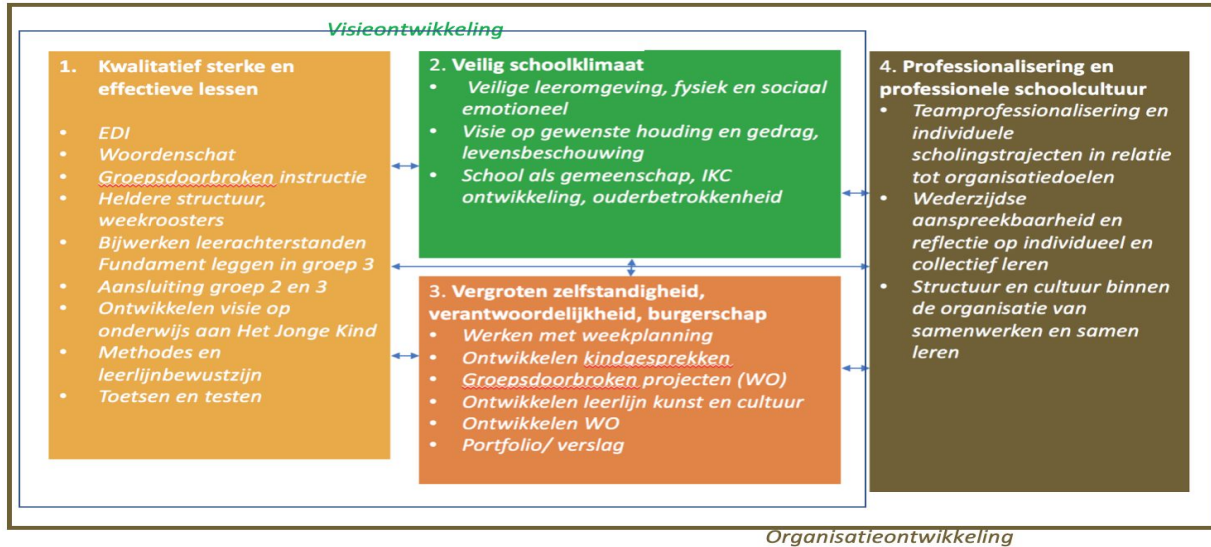 Visieontwikkeling
1. Kwalitatief sterke en
effectieve lessen
• EDI
• Woordenschat
• Groepsdoorbroken instructie
• Heldere structuur,
weekroosters
• Bijwerken leerachterstanden
Fundament leggen in groep 3
• Aansluiting groep 2 en 3
• Ontwikkelen visie op
onderwijs aan Het Jonge Kind
• Methodes en
leerlijnbewustzijn
• Toetsen en testen
2. Veilig schoolklimaat
• Veilige leeromgeving, fysiek en sociaal
emotioneel
• Visie op gewenste houding en gedrag,
levensbeschouwing
• School als gemeenschap, IKC
ontwikkeling, ouderbetrokkenheid
3. Vergroten zelfstandigheid,
verantwoordelijkheid, burgerschap
• Werken met weekplanning
• Ontwikkelen kindgesprekken
• Groepsdoorbroken projecten (WO)
• Ontwikkelen leerlijn kunst en cultuur
• Ontwikkelen WO
• Portfolio/ verslag
4. Professionalisering en
professionele schoolcultuur
• Teamprofessionalisering en
individuele
scholingstrajecten in relatie
tot organisatiedoelen
• Wederzijdse
aanspreekbaarheid en
reflectie op individueel en
collectief leren
• Structuur en cultuur binnen
de organisatie van
samenwerken en samen
leren
Organisatieontwikkeling